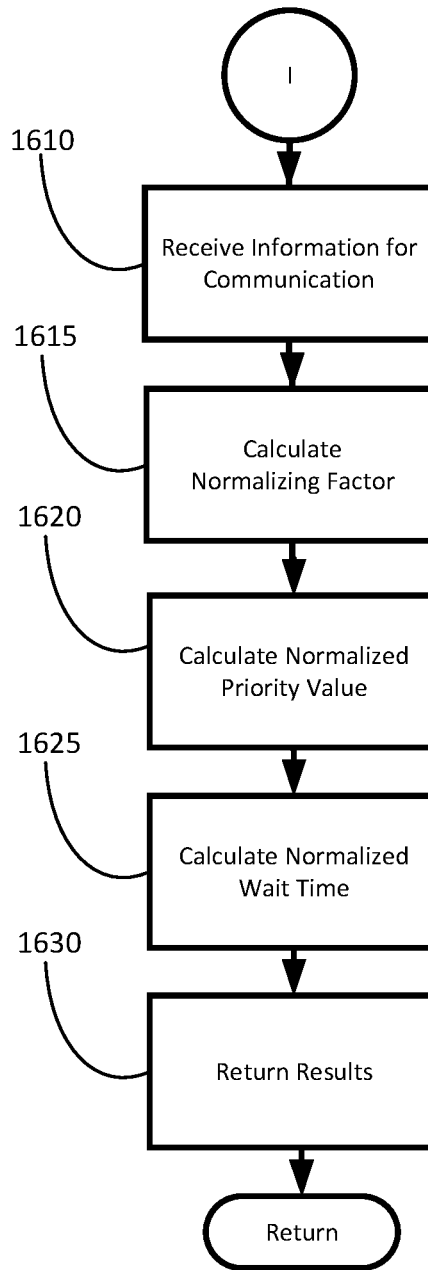 I
1610
Receive Information for
Communication
1615
Calculate
Normalizing Factor
1620
Calculate Normalized
Priority Value
1625
Calculate Normalized
Wait Time
1630
Return Results
Return